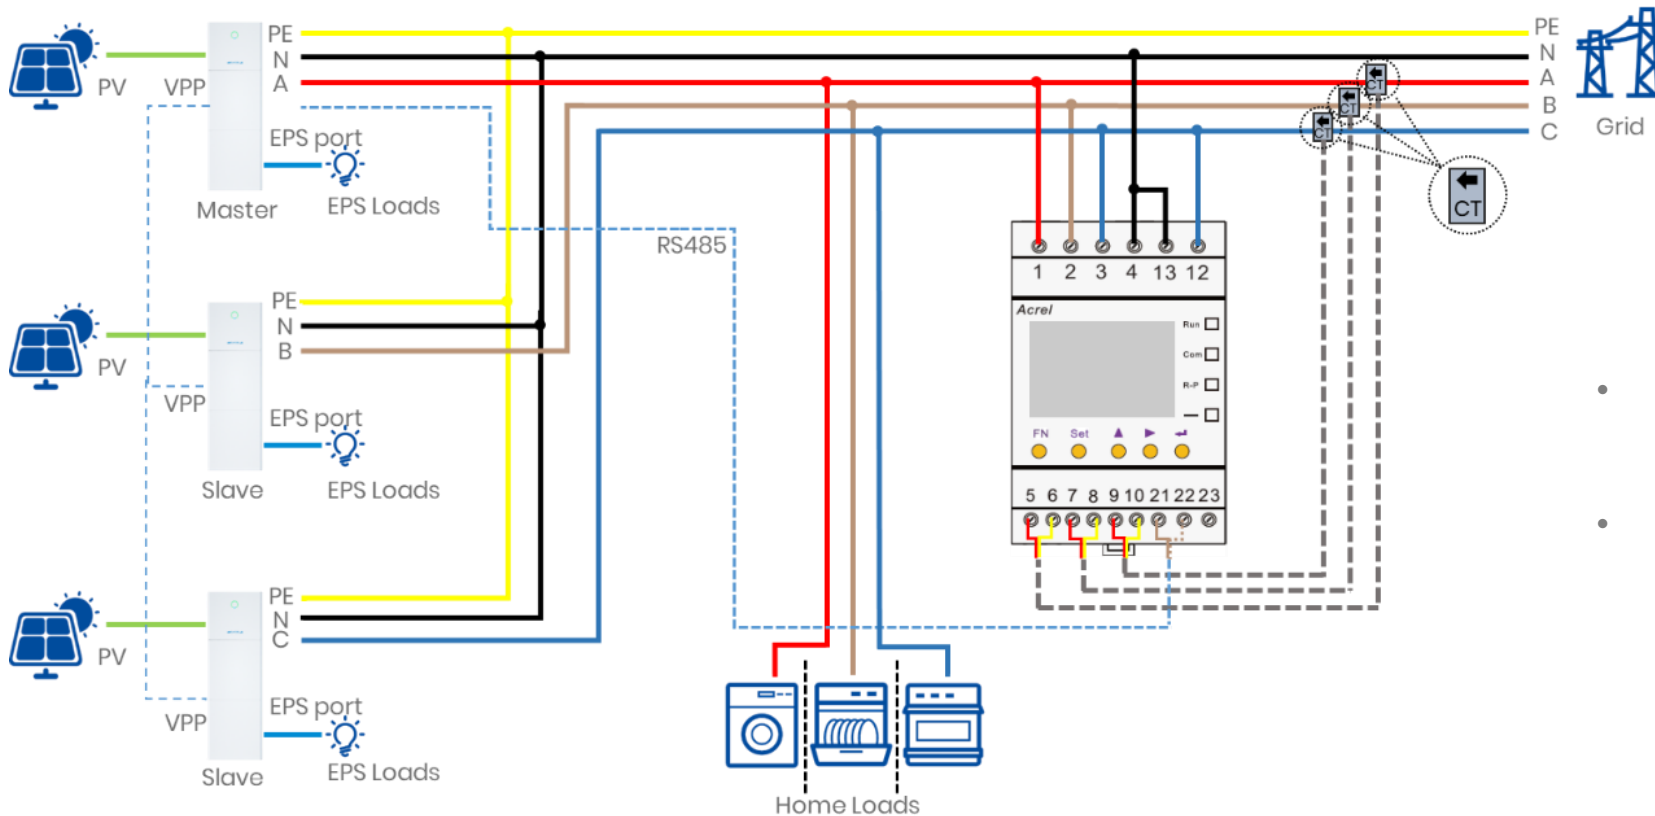 PE
N
A
PV
VPP
EPS port
EPS Loads
Master
PE
N
A
B
C
Grid
CT
CT
CT
CT
RS485
1 2 3 4 13 12
Acrel
Run
Com
R-P
FN Set
5 6 7 8 9 10 21 22 23
PE
N
B
PV
VPP
EPS port
EPS Loads
Slave
PE
N
C
PV
VPP
EPS port
EPS Loads
Slave
Home Loads